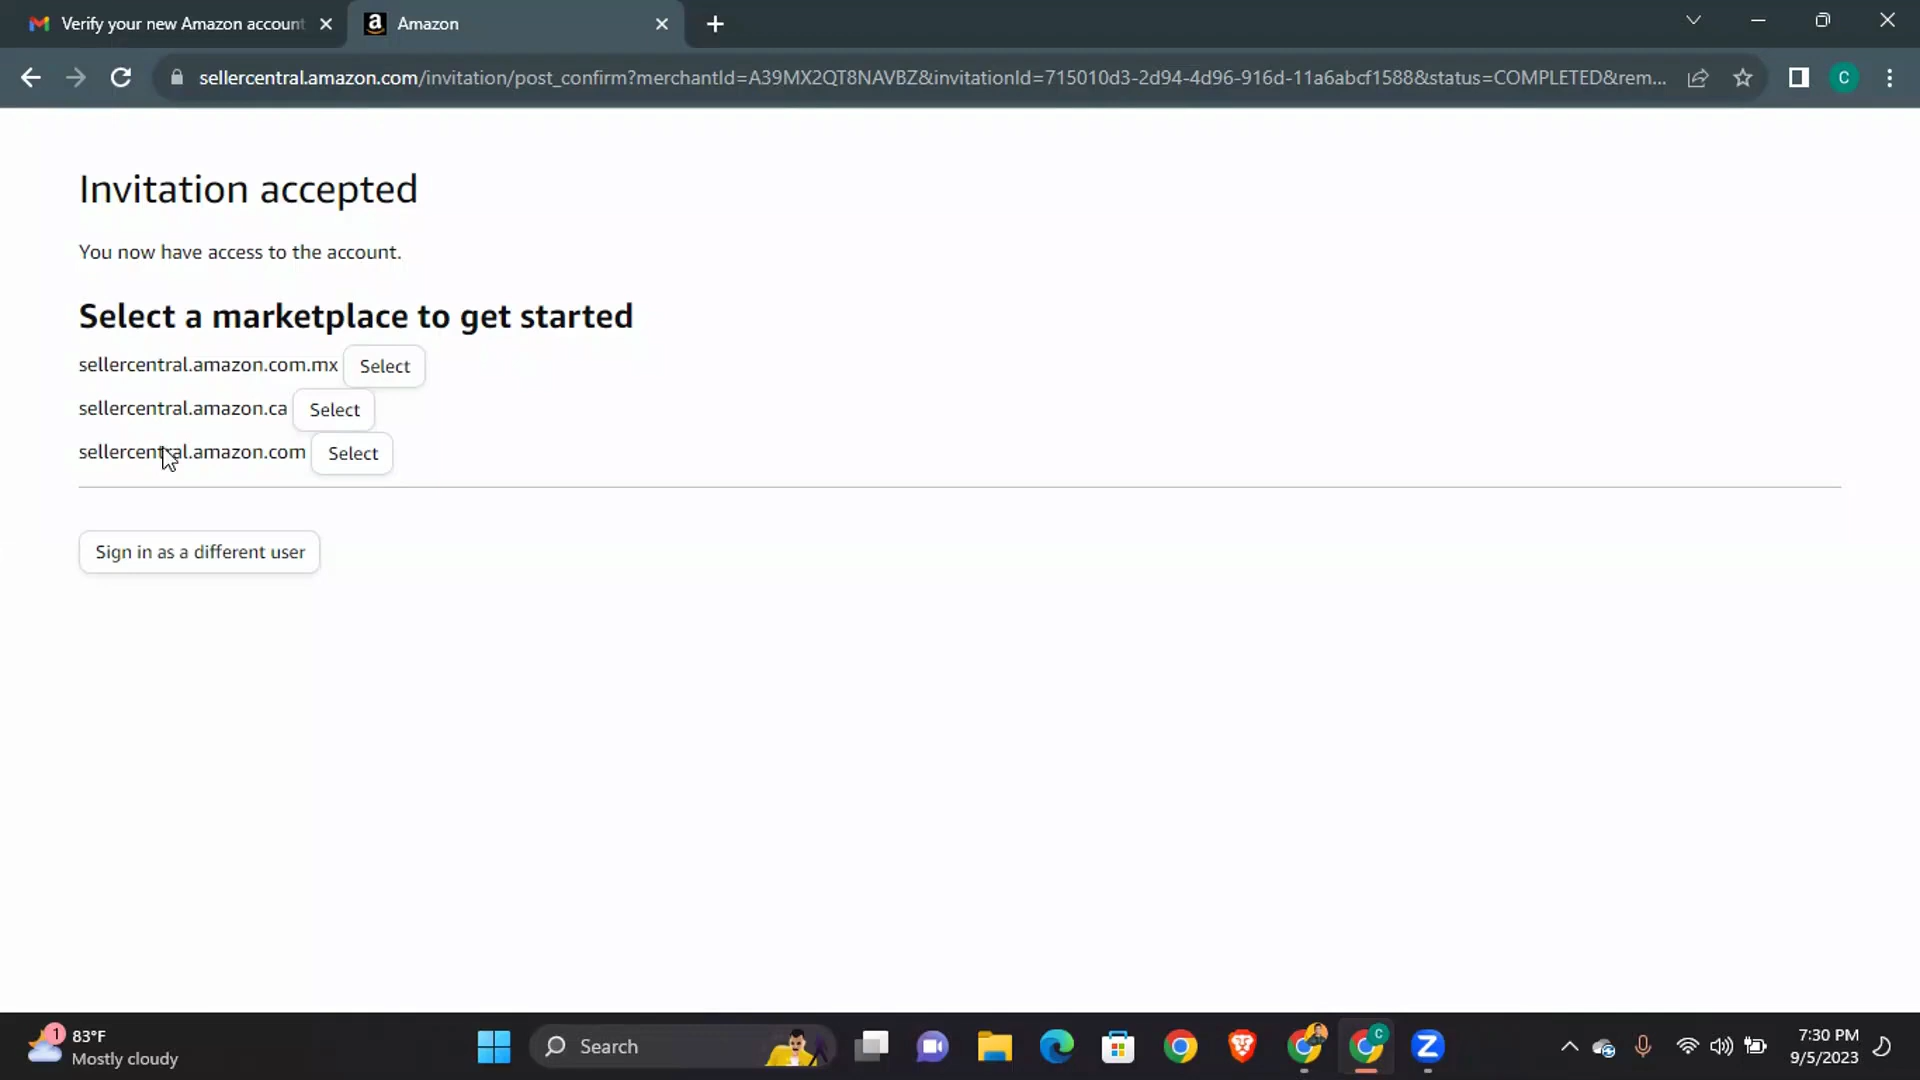 Verify your new Amazon account
Amazon
sellercentral.amazon.com/invitation/post_confirm?merchantId=A39MX2QT8NAVBZ&invitationId=715010d3-2d94-4d96-916d-11a6abcf1588&status=COMPLETED&rem...
C
Invitation accepted
You now have access to the account.
Select a marketplace to get started
sellercentral.amazon.com.mx Select
sellercentral.amazon.ca Select
sellercentral.amazon.com Select
Sign in as a different user
1
83°F
Mostly cloudy
Search
C
7:30 PM
9/5/2023